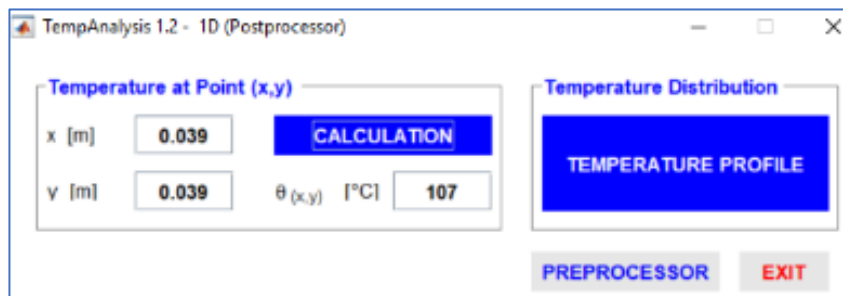 TempAnalysis 1.2 - 1D (Postprocessor)
Temperature at Point (x,y)
x [m] 0.039 CALCULATION
y [m] 0.039 θ (x,y) [°C] 107
Temperature Distribution
TEMPERATURE PROFILE
PREPROCESSOR EXIT